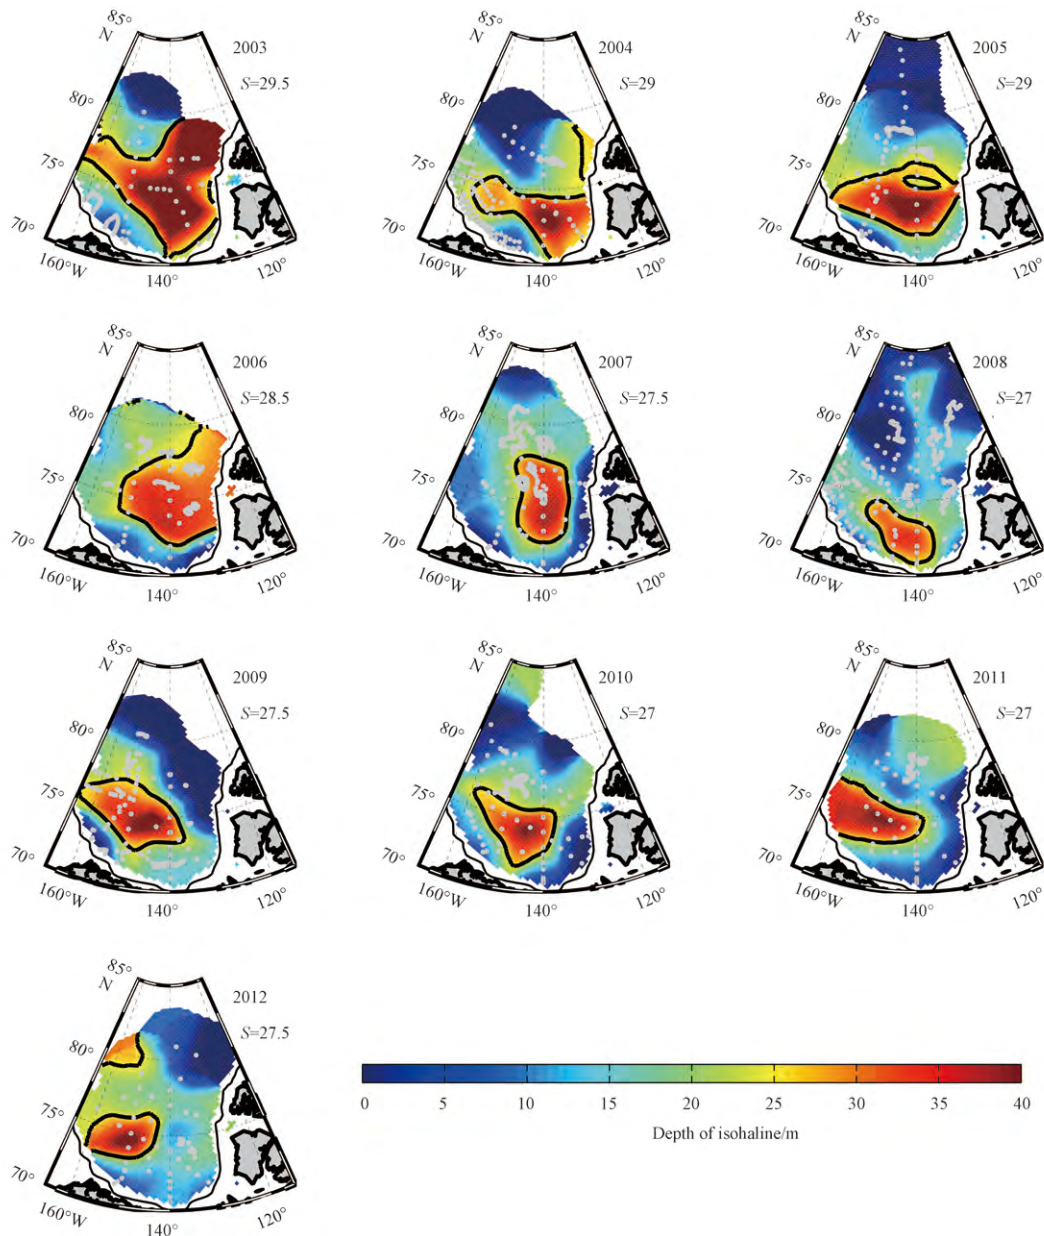 85°
N
2003
S=29.5
80°
75°
70°
160°W
140°
120°
85°
N
2004
S=29
80°
75°
70°
160°W
140°
120°
85°
N
2005
S=29
80°
75°
70°
160°W
140°
120°
85°
N
2006
S=28.5
80°
75°
70°
160°W
140°
120°
85°
N
2007
S=27.5
80°
75°
70°
160°W
140°
120°
85°
N
2008
S=27
80°
75°
70°
160°W
140°
120°
85°
N
2009
S=27.5
80°
75°
70°
160°W
140°
120°
85°
N
2010
S=27
80°
75°
70°
160°W
140°
120°
85°
N
2011
S=27
80°
75°
70°
160°W
140°
120°
85°
N
2012
S=27.5
80°
75°
70°
160°W
140°
120°
0 5 10 15 20 25 30 35 40
Depth of isohaline/m